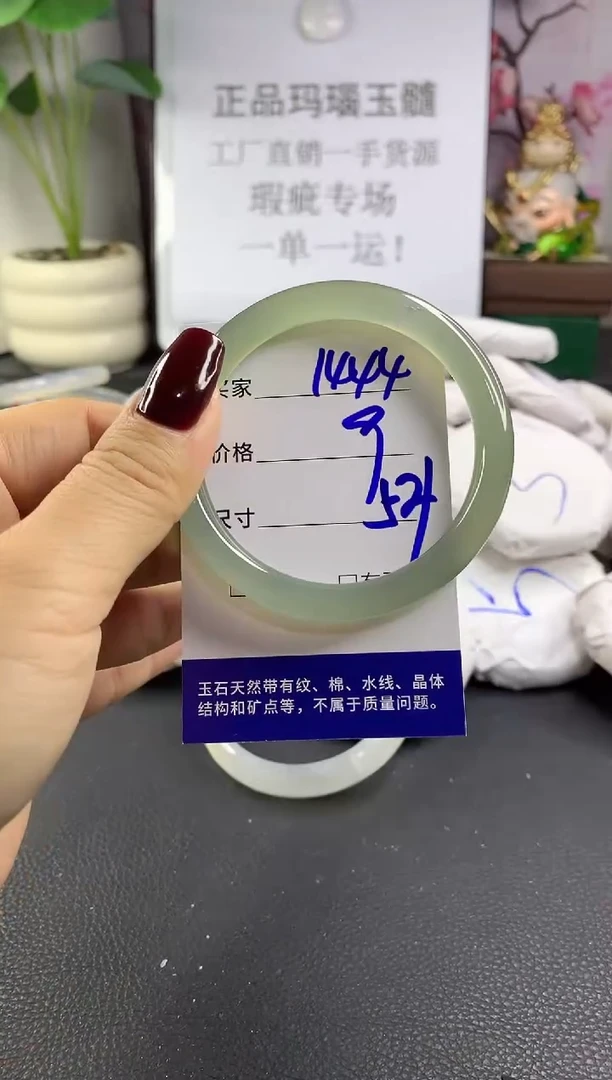 正品玛瑙玉髓
工厂直销一手货源
瑕疵专场
一单一运!
买家 1444
价格 9
尺寸
玉石天然带有纹、棉、水线、晶体
结构和矿点等，不属于质量问题。
5